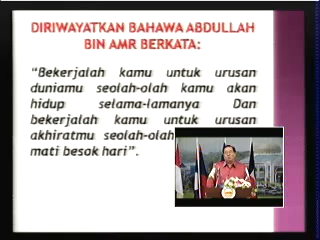 DIRIWAYATKAN BAHAWA ABDULLAH
BIN AMR BERKATA:
“Bekerjalah kamu untuk urusan
duniamu seolah-olah kamu akan
hidup selama-lamanya Dan
bekerjalah kamu untuk urusan
akhiratmu seolah-olah
mati besok hari”.